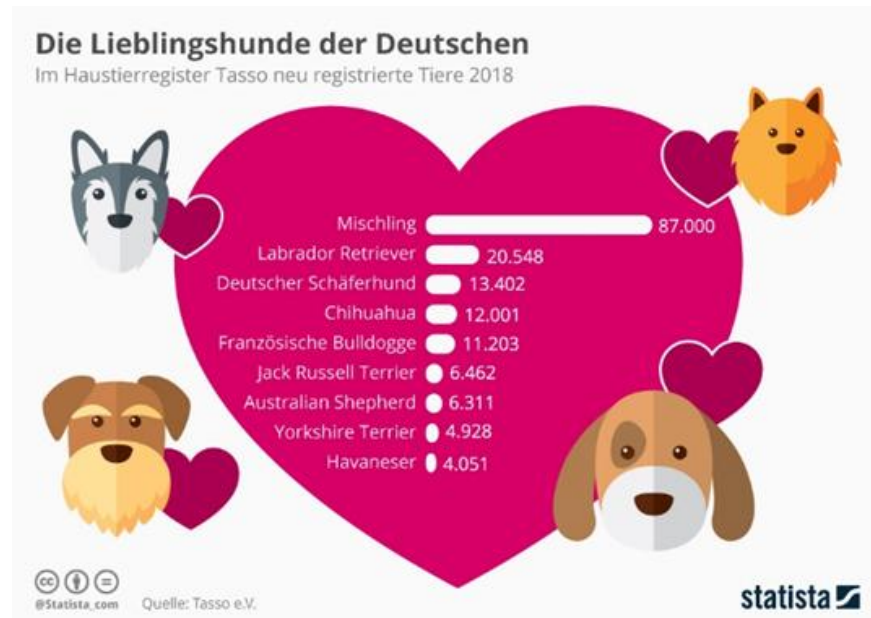 Die Lieblingshunde der Deutschen
Im Haustierregister Tasso neu registrierte Tiere 2018
Mischling 87.000
Labrador Retriever 20.548
Deutscher Schäferhund 13.402
Chihuahua 12.001
Französische Bulldogge 11.203
Jack Russell Terrier 6.462
Australian Shepherd 6.311
Yorkshire Terrier 4.928
Havaneser 4.051
cc
@Statista_com Quelle: Tasso e.V.
statista